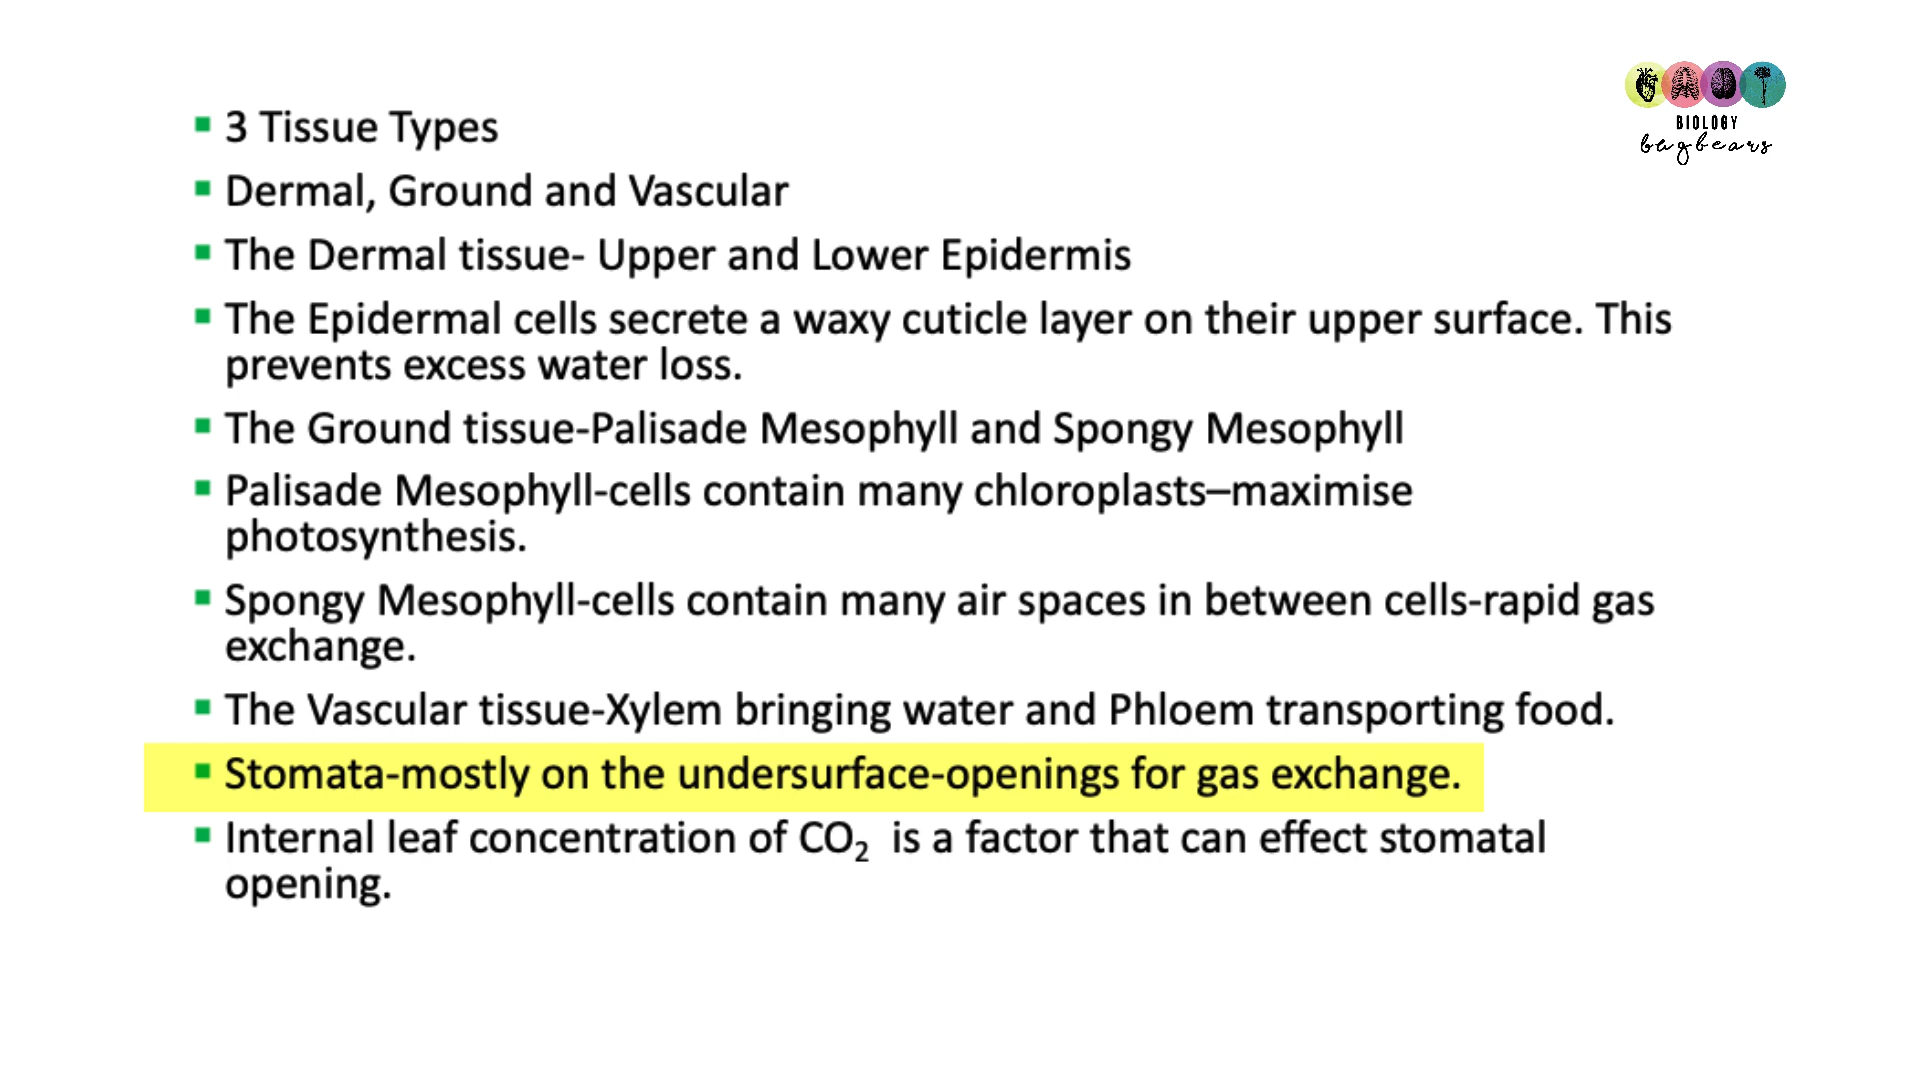 BIOLOGY
bugbears
▪ 3 Tissue Types
▪ Dermal, Ground and Vascular
▪ The Dermal tissue- Upper and Lower Epidermis
▪ The Epidermal cells secrete a waxy cuticle layer on their upper surface. This
prevents excess water loss.
▪ The Ground tissue-Palisade Mesophyll and Spongy Mesophyll
▪ Palisade Mesophyll-cells contain many chloroplasts–maximise
photosynthesis.
▪ Spongy Mesophyll-cells contain many air spaces in between cells-rapid gas
exchange.
▪ The Vascular tissue-Xylem bringing water and Phloem transporting food.
▪ Stomata-mostly on the undersurface-openings for gas exchange.
▪ Internal leaf concentration of CO₂ is a factor that can effect stomatal
opening.